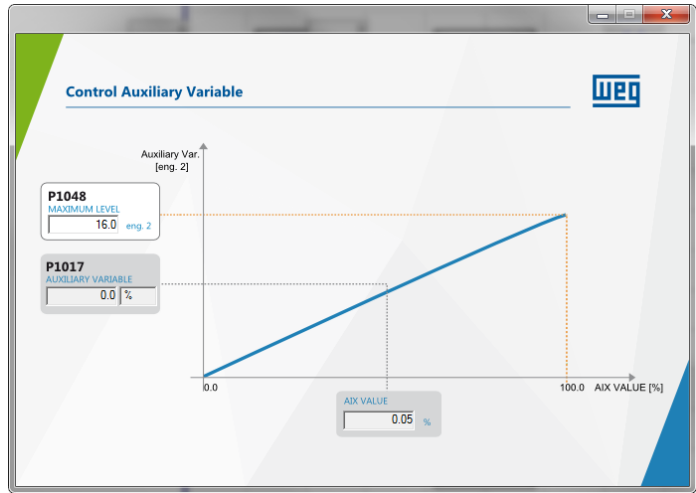 Control Auxiliary Variable
weg
Auxiliary Var.
[eng. 2]
P1048
MAXIMUM LEVEL
16.0 eng. 2
P1017
AUXILIARY VARIABLE
0.0 %
0.0
100.0 AIX VALUE [%]
AIX VALUE
0.05 %